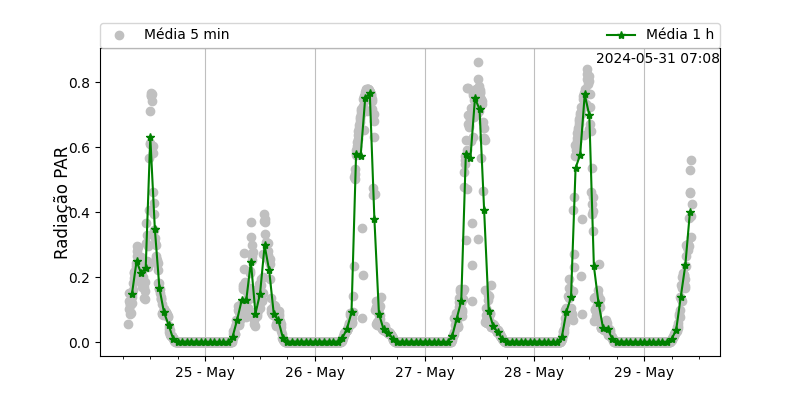 Média 5 min
Média 1 h
2024-05-31 07:08
Radiação PAR
0.8
0.6
0.4
0.2
0.0
25 - May
26 - May
27 - May
28 - May
29 - May